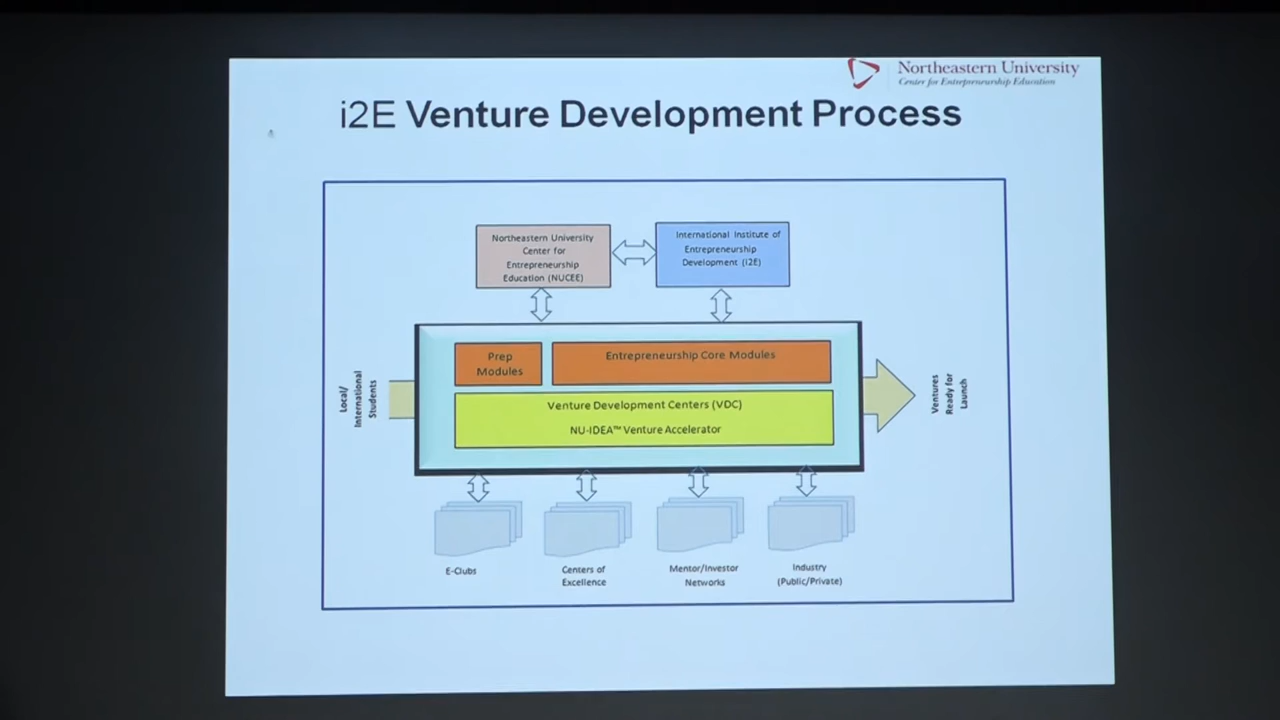 Northeastern University
Center for Entrepreneurship Education
i2E Venture Development Process
Northeastern University
Center for
Entrepreneurship
Education (NUCEE)
International Institute of
Entrepreneurship
Development (I2E)
Prep
Modules
Entrepreneurship Core Modules
Local/
International
Students
Venture Development Centers (VDC)
NU-IDEA™ Venture Accelerator
Ventures
Ready for
Launch
E-Clubs
Centers of
Excellence
Mentor/Investor
Networks
Industry
(Public/Private)